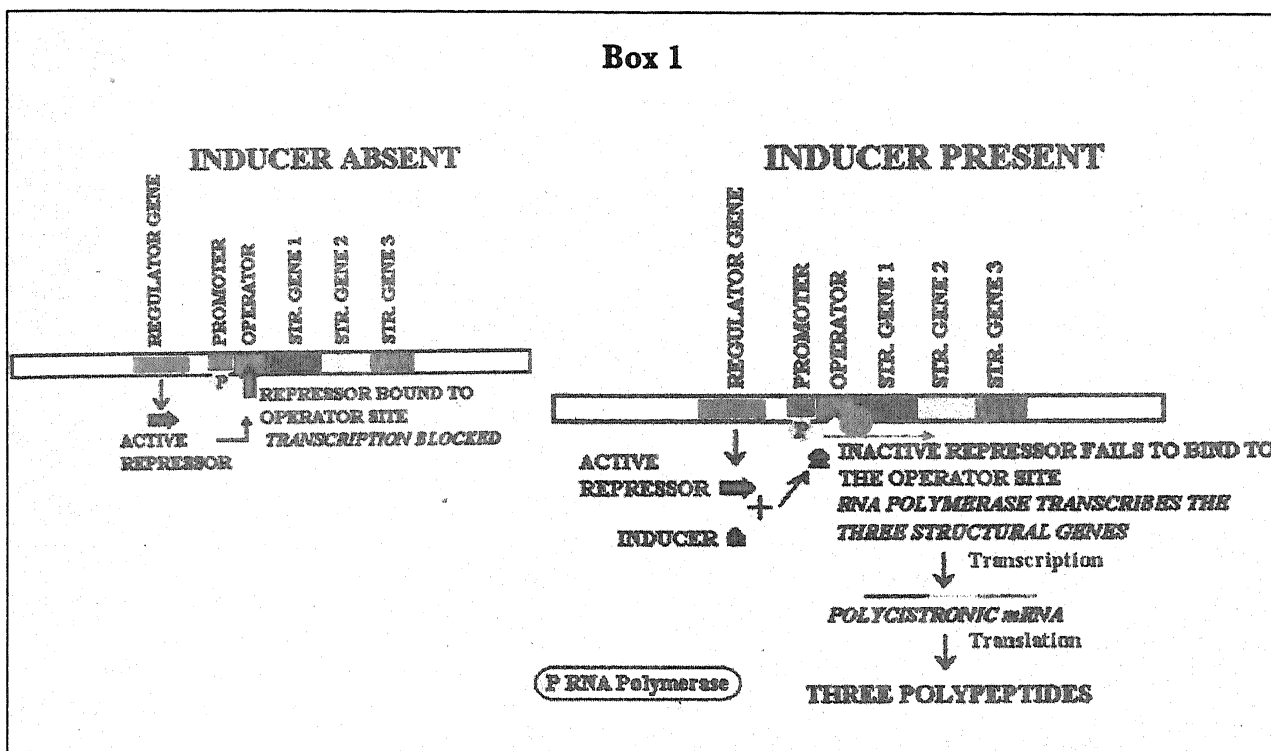 Box 1
INDUCER ABSENT
REGULATOR GENE
PROMOTER
OPERATOR
STR. GENE 1
STR. GENE 2
STR. GENE 3
P
REPRESSOR BOUND TO
OPERATOR SITE
TRANSCRIPTION BLOCKED
ACTIVE
REPRESSOR
INDUCER PRESENT
REGULATOR GENE
PROMOTER
OPERATOR
STR. GENE 1
STR. GENE 2
STR. GENE 3
P
ACTIVE
REPRESSOR
+
INDUCER
INACTIVE REPRESSOR FAILS TO BIND TO
THE OPERATOR SITE
RNA POLYMERASE TRANSCRIBES THE
THREE STRUCTURAL GENES
Transcription
POLYCISTRONIC mRNA
Translation
THREE POLYPEPTIDES
P RNA Polymerase